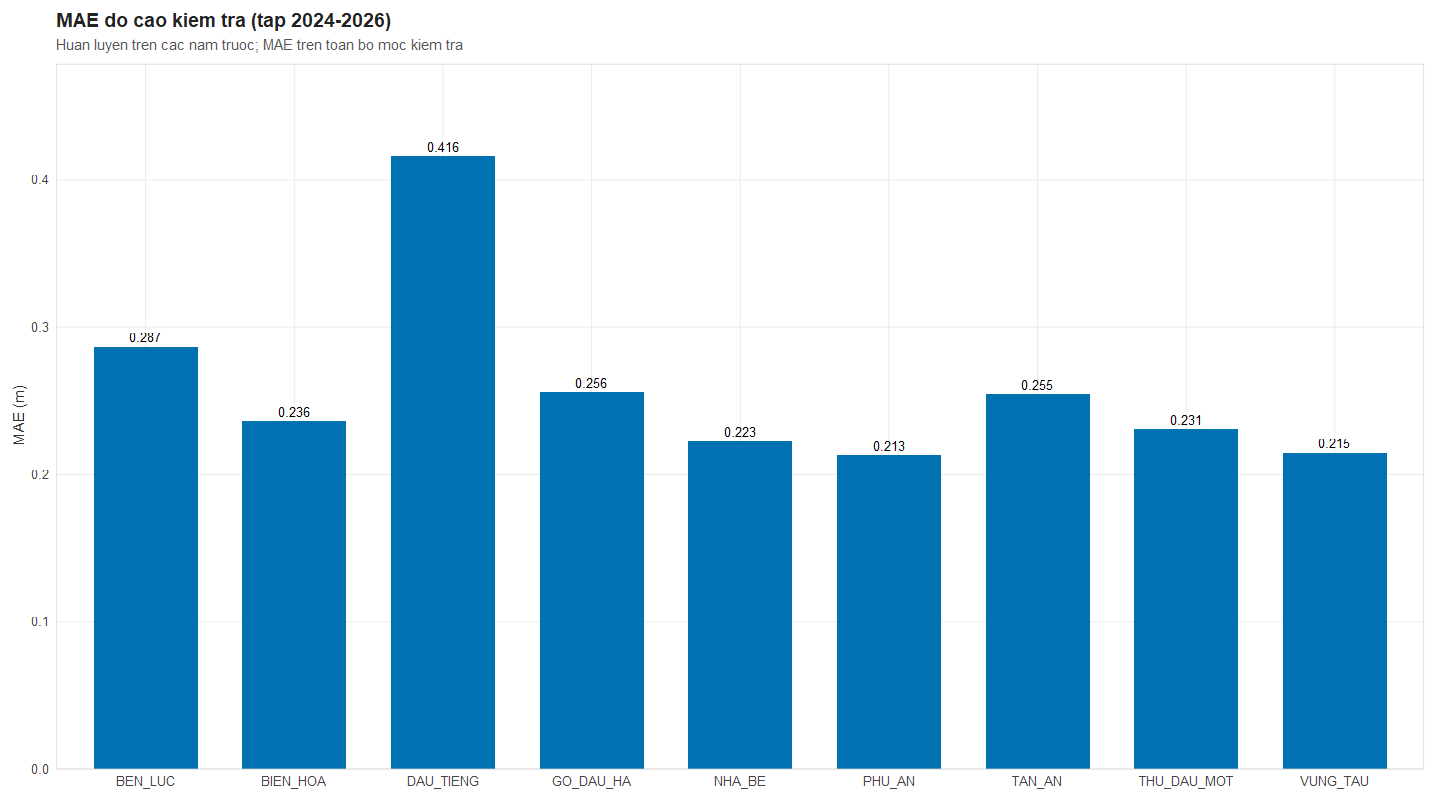 MAE do cao kiem tra (tap 2024-2026)
Huan luyen tren cac nam truoc; MAE tren toan bo moc kiem tra
MAE (m)
0.4
0.3
0.2
0.1
0.0
0.287
0.236
0.416
0.256
0.223
0.213
0.255
0.231
0.215
BEN_LUC
BIEN_HOA
DAU_TIENG
GO_DAU_HA
NHA_BE
PHU_AN
TAN_AN
THU_DAU_MOT
VUNG_TAU